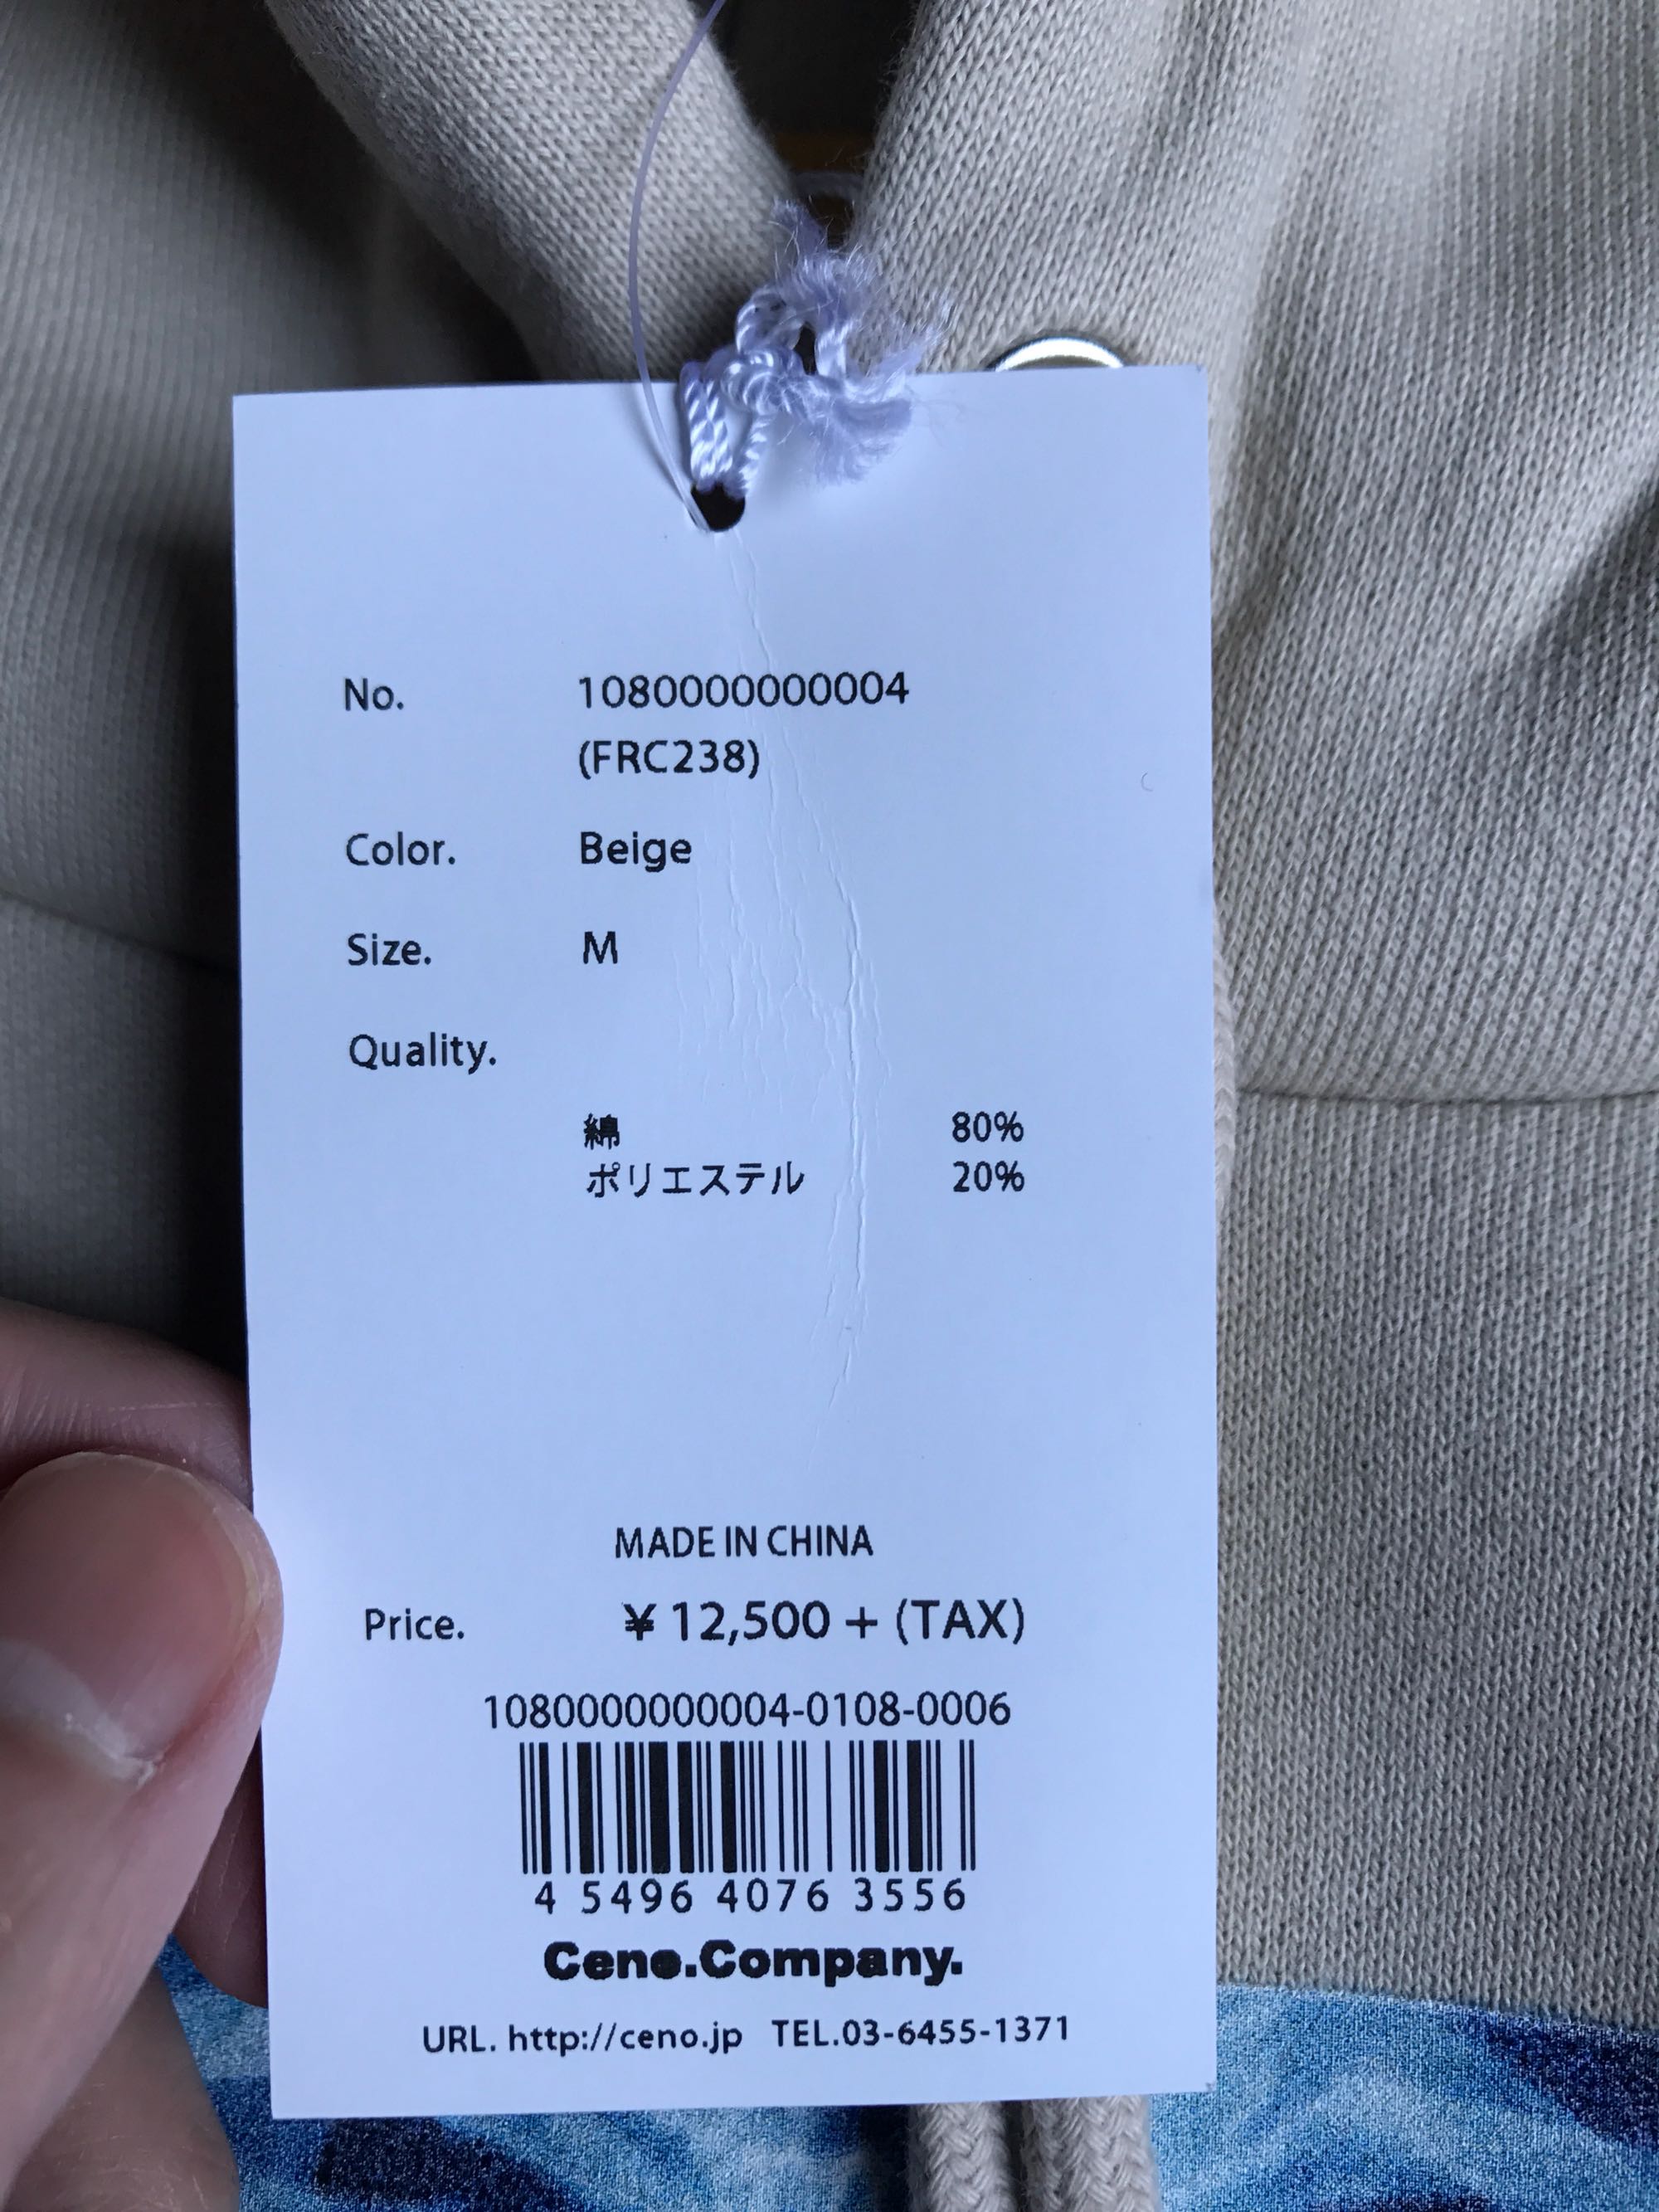 No. 1080000000004
(FRC238)
Color. Beige
Size. M
Quality.
綿 80%
ポリエステル 20%
MADE IN CHINA
Price. ¥ 12,500 + (TAX)
1080000000004-0108-0006
4 5496 4076 3556
Ceno.Company.
URL. http://ceno.jp TEL.03-6455-1371